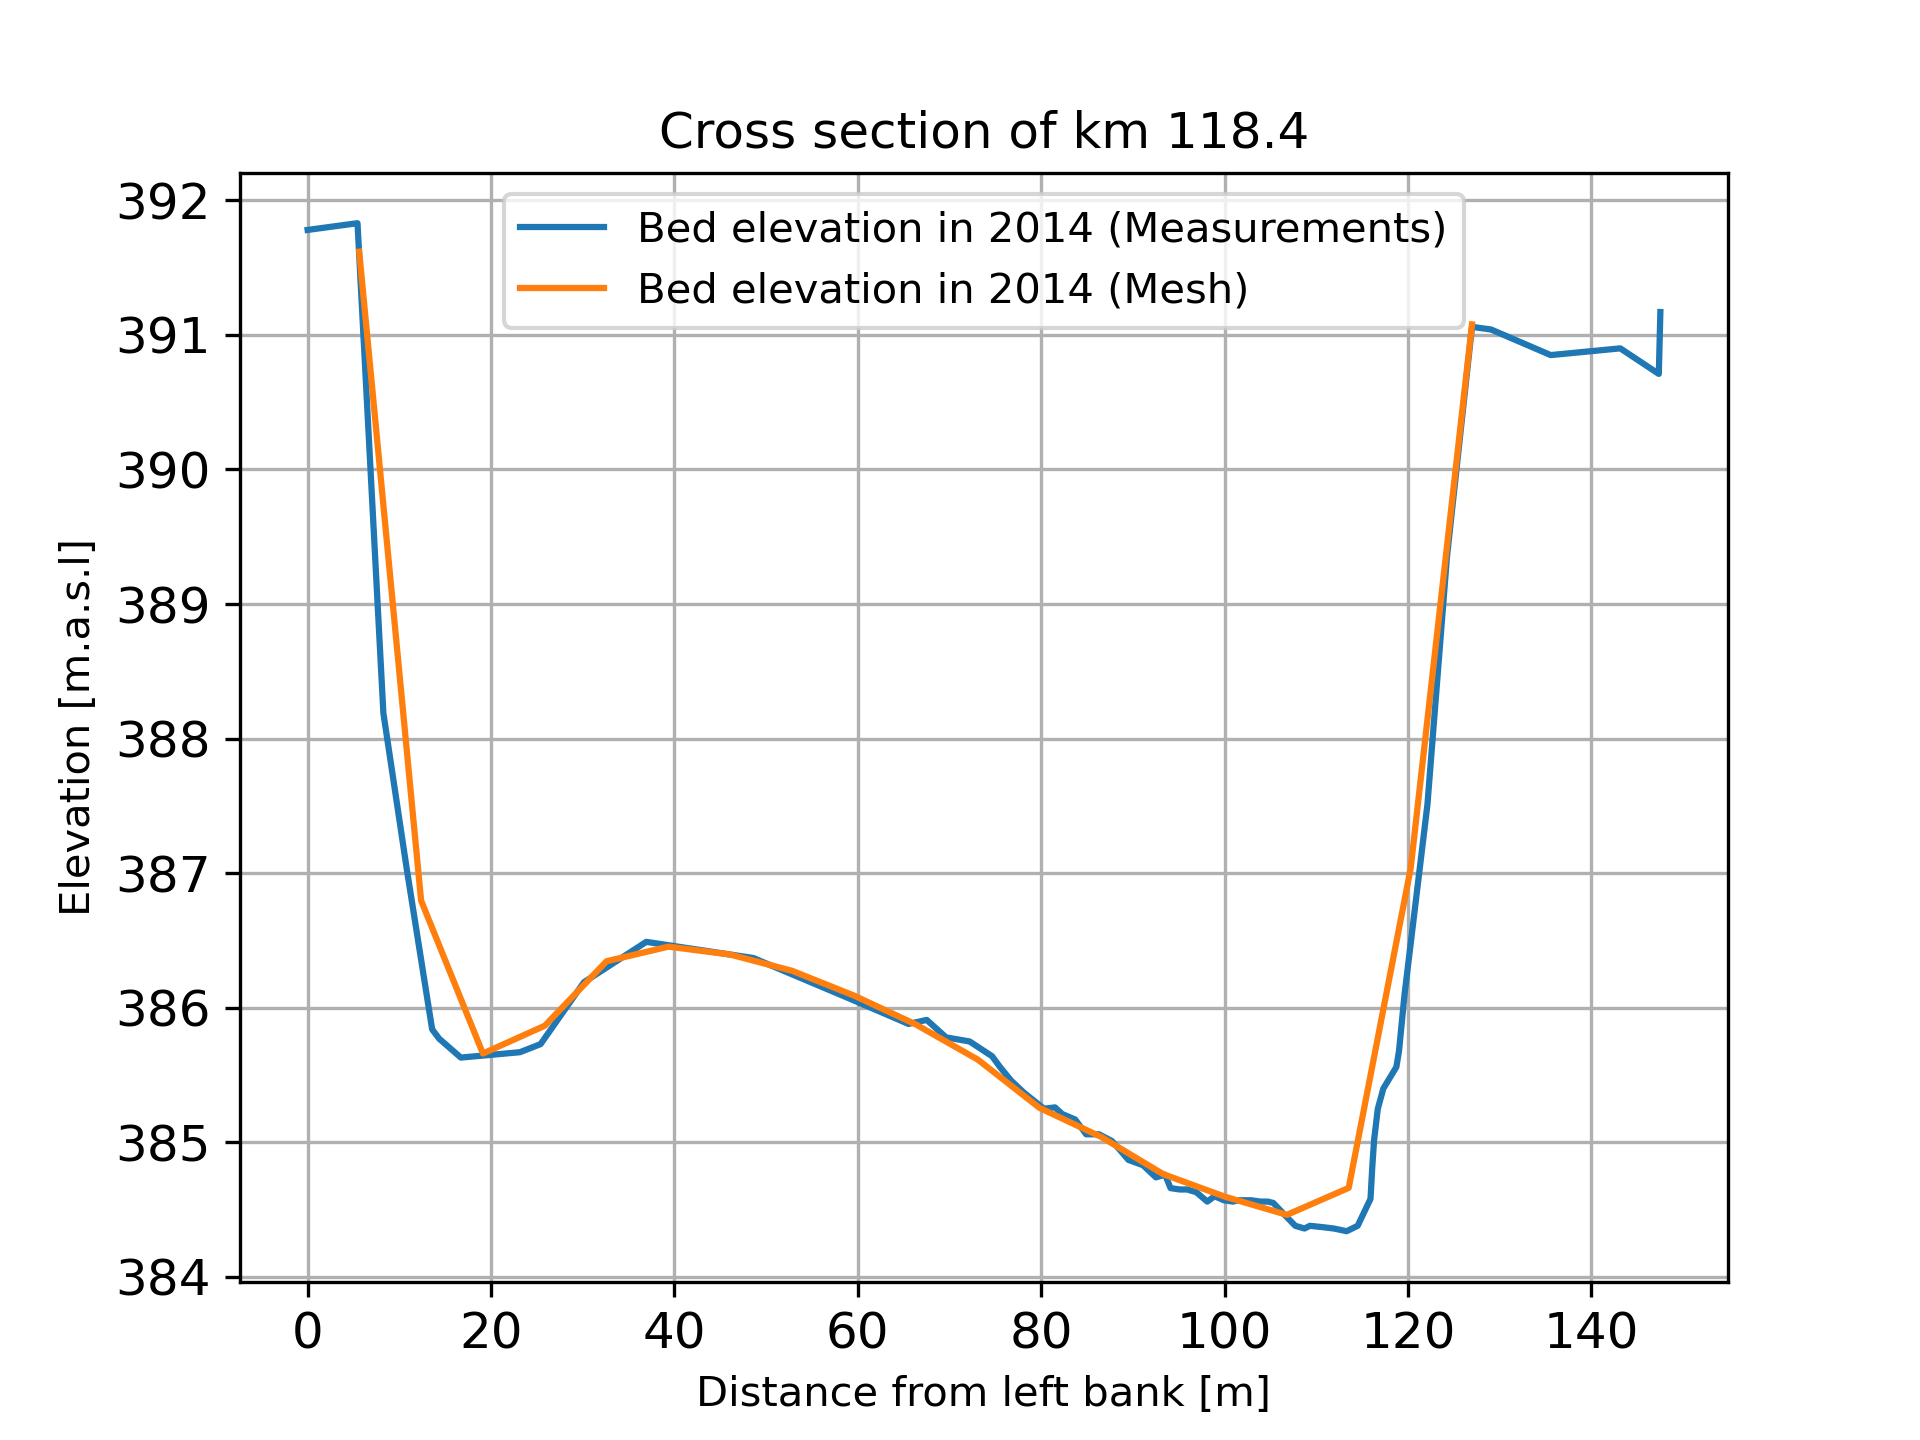 Cross section of km 118.4
Bed elevation in 2014 (Measurements)
Bed elevation in 2014 (Mesh)
392
391
390
389
388
387
386
385
384
Elevation [m.a.s.l]
0 20 40 60 80 100 120 140
Distance from left bank [m]